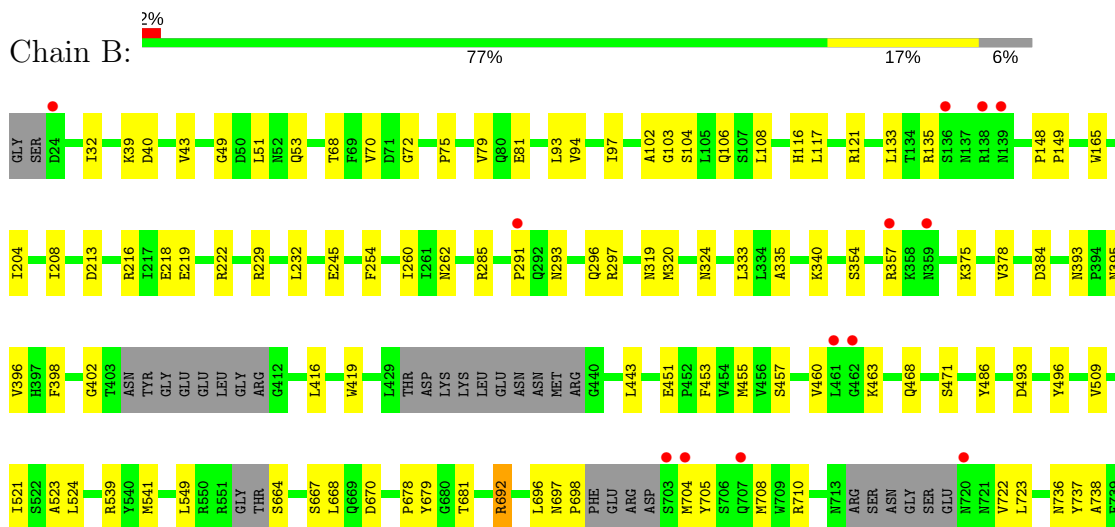 2%
Chain B:
77% 17% 6%
GLY SER D24 I32 K39 D40 V43 G49 D50 L51 N52 Q53 T68 F69 V70 D71 G72 P75 V79 Q80 E81 L93 V94 I97 A102 G103 S104 L105 Q106 S107 L108 H116 L117 R121 L133 T134 R135 S136 N137 R138 N139 P148 P149 W165
I204 I208 D213 R216 I217 E218 E219 R222 R229 L232 E245 F254 I260 I261 N262 R285 P291 Q292 N293 Q296 R297 N319 M320 N324 L333 L334 A335 K340 S354 R357 K358 N359 K375 V378 D384 N393 P394 N395
V396 H397 F398 G402 T403 ASN TYR GLY GLU GLU LEU GLY ARG G412 L416 W419 L429 THR ASP LYS LYS LEU GLU ASN ASN MET ARG G440 L443 E451 P452 F453 V454 M455 V456 S457 V460 L461 G462 K463 Q468 S471 Y486 D493 Y496 V509
I521 S522 A523 L524 R539 Y540 M541 L549 R550 R551 GLY THR S664 S667 L668 Q669 D670 P678 Y679 G680 T681 R692 L696 N697 P698 PHE GLU ARG ASP S703 M704 Y705 S706 Q707 M708 W709 R710 N713 ARG SER ASN GLY SER GLU N720 N721 V722 L723 N736 Y737 A738